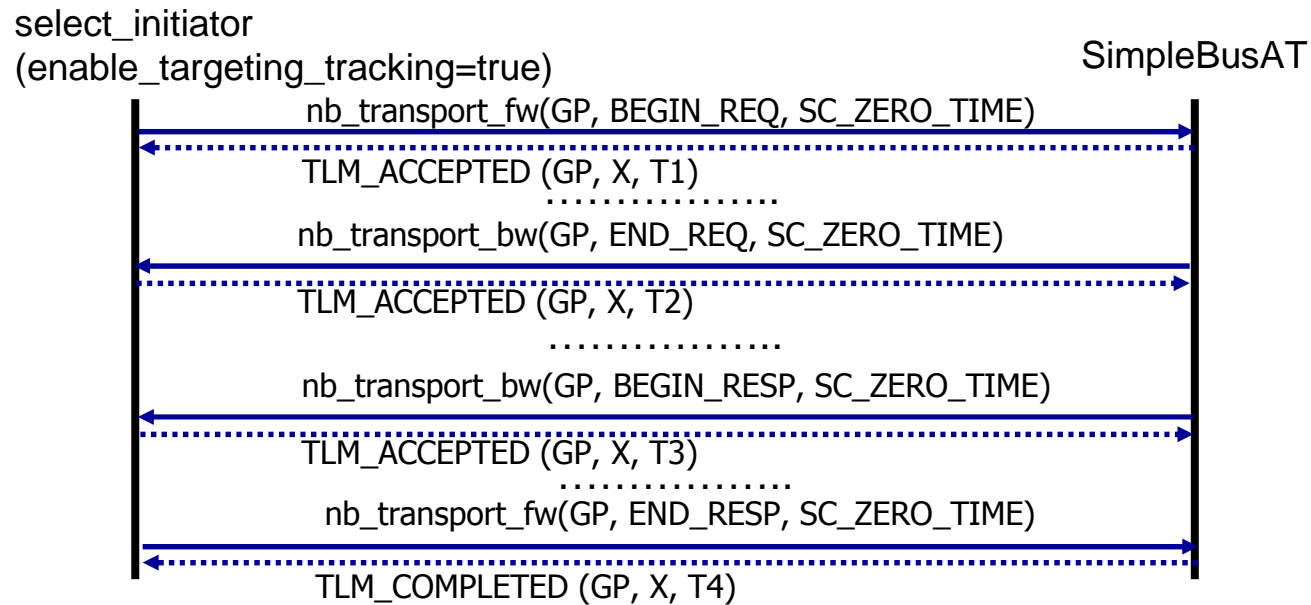 select_initiator
(enable_targeting_tracking=true)
SimpleBusAT
nb_transport_fw(GP, BEGIN_REQ, SC_ZERO_TIME)
TLM_ACCEPTED (GP, X, T1)
.................
nb_transport_bw(GP, END_REQ, SC_ZERO_TIME)
TLM_ACCEPTED (GP, X, T2)
.................
nb_transport_bw(GP, BEGIN_RESP, SC_ZERO_TIME)
TLM_ACCEPTED (GP, X, T3)
.................
nb_transport_fw(GP, END_RESP, SC_ZERO_TIME)
TLM_COMPLETED (GP, X, T4)